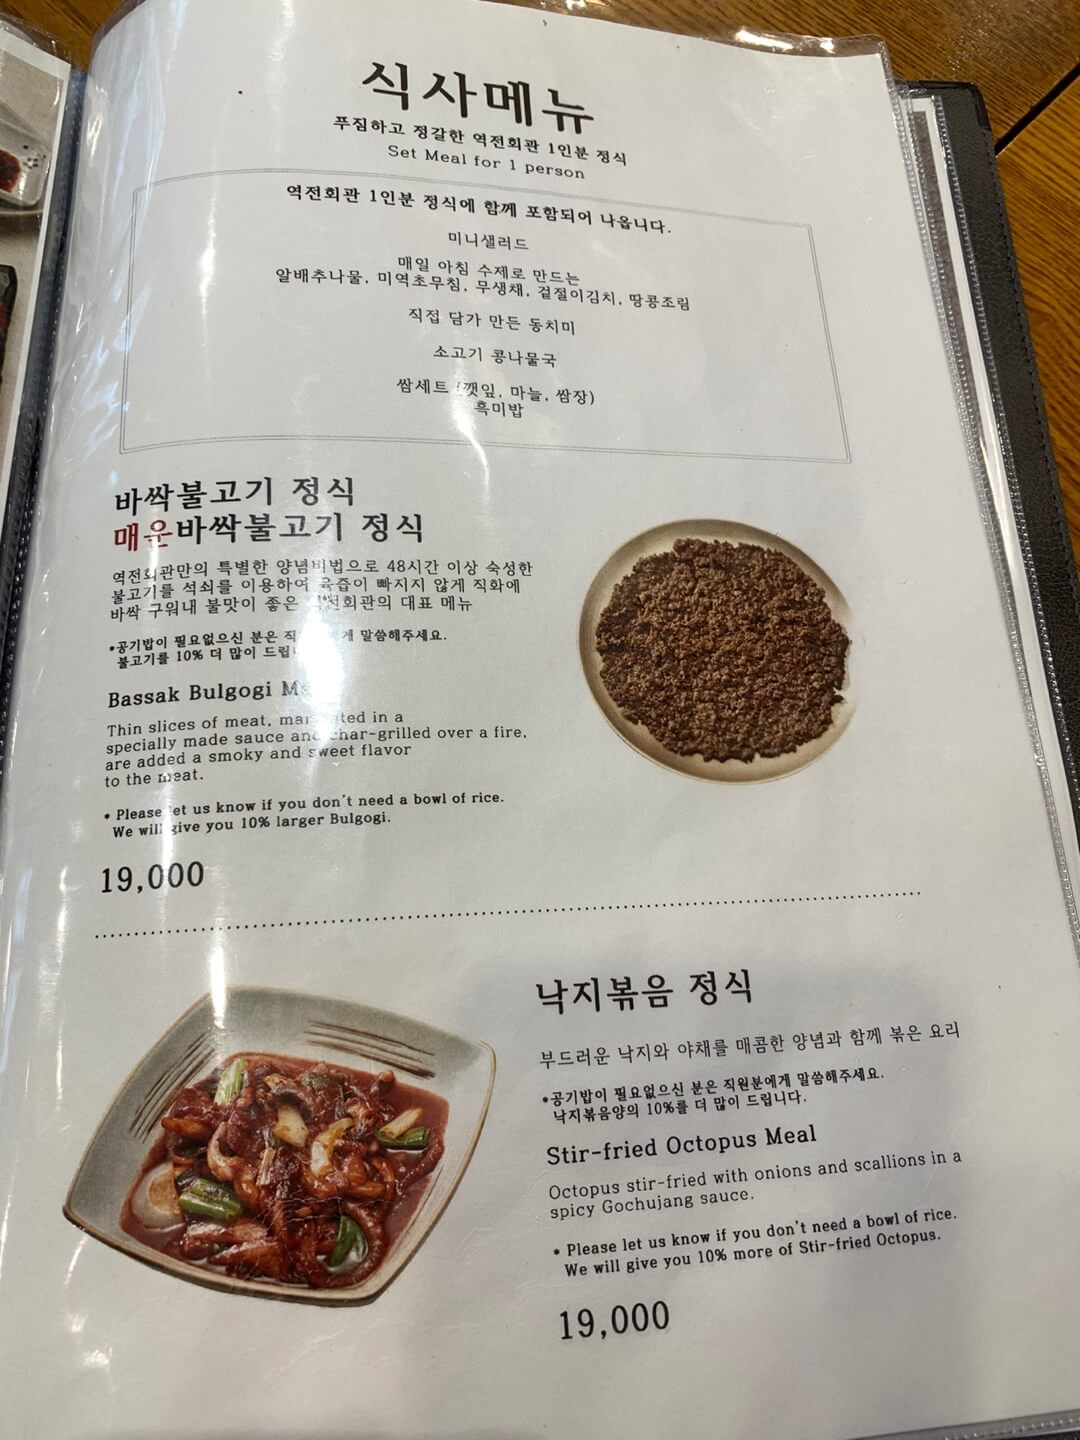 식사메뉴
푸짐하고 정갈한 역전회관 1인분 정식
Set Meal for 1 person
역전회관 1인분 정식에 함께 포함되어 나옵니다.
미니샐러드
매일 아침 수제로 만드는
알배추나물, 미역초무침, 무생채, 겉절이김치, 땅콩조림
직접 담가 만든 동치미
소고기 콩나물국
쌈세트 (깻잎, 마늘, 쌈장)
흑미밥
바싹불고기 정식
매운바싹불고기 정식
역전회관만의 특별한 양념비법으로 48시간 이상 숙성한
불고기를 석쇠를 이용하여 육즙이 빠지지 않게 직화에
바싹 구워내 불맛이 좋은 역전회관의 대표 메뉴
*공기밥이 필요없으신 분은 말씀해주세요.
불고기를 10% 더 많이
Bassak Bulgogi
Thin slices of meat, marinated in a
specially made sauce and char-grilled over a fire,
are added a smoky and sweet flavor
to the meat.
* Please let us know if you don't need a bowl of rice.
We will give you 10% larger Bulgogi.
19,000
낙지볶음 정식
부드러운 낙지와 야채를 매콤한 양념과 함께 볶은 요리
*공기밥이 필요없으신 분은 직원분에게 말씀해주세요.
낙지볶음양의 10%를 더 많이 드립니다.
Stir-fried Octopus Meal
Octopus stir-fried with onions and scallions in a
spicy Gochujang sauce.
* Please let us know if you don't need a bowl of rice.
We will give you 10% more of Stir-fried Octopus.
19,000